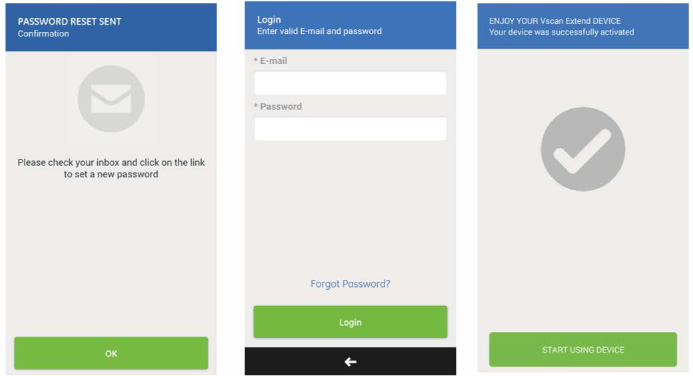 PASSWORD RESET SENT
Confirmation
Please check your inbox and click on the link
to set a new password
OK
Login
Enter valid E-mail and password
* E-mail
* Password
Forgot Password?
Login
ENJOY YOUR Vscan Extend DEVICE
Your device was successfully activated
START USING DEVICE